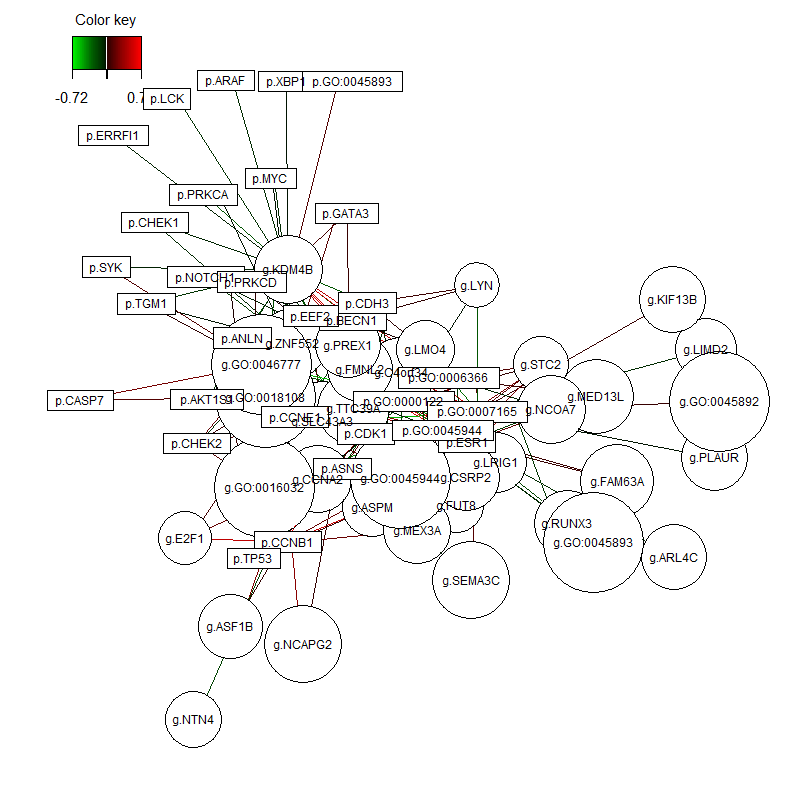 Color key
-0.72
0.7
p.ARAF
p.XBP1
p.GO:0045893
p.LCK
p.ERRFI1
p.MYC
p.PRKCA
p.GATA3
p.CHEK1
p.SYK
g.KDM4B
p.NOTCH1
p.PRKCD
g.LYN
p.TGM1
p.CDH3
g.KIF13B
p.EEF2
p.BECN1
p.ANLN
g.ZNF552
g.PREX1
g.LMO4
g.LIMD2
g.GO:0046777
g.STC2
g.FMNL2
g.C4orf34
p.GO:0006366
p.CASP7
p.AKT1S1
g.GO:0018108
g.MED13L
p.GO:0000122
g.GO:0045892
g.TTC39A
p.GO:0007165
g.NCOA7
p.CCNE1
g.SLC43A3
p.CDK1
p.GO:0045944
p.CHEK2
p.ESR1
g.PLAUR
g.LRIG1
p.ASNS
g.CCNA2
g.GO:0045944
g.CSRP2
g.FAM63A
g.GO:0016032
g.ASPM
g.FUT8
g.RUNX3
g.MEX3A
g.E2F1
p.CCNB1
g.GO:0045893
p.TP53
g.ARL4C
g.SEMA3C
g.ASF1B
g.NCAPG2
g.NTN4